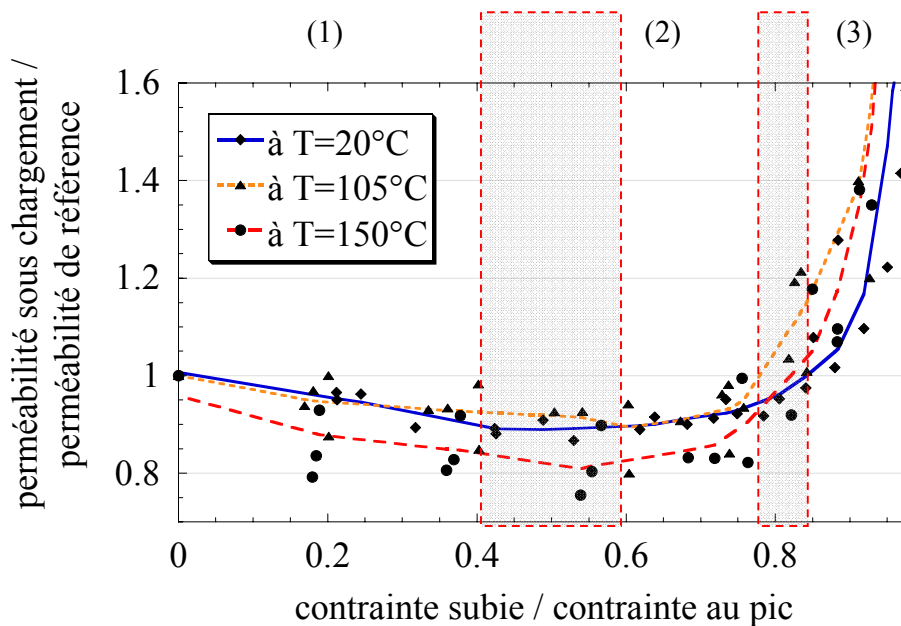 (1)
(2)
(3)
perméabilité sous chargement /
perméabilité de référence
1.6
1.4
1.2
1
0.8
à T=20°C
à T=105°C
à T=150°C
0
0.2
0.4
0.6
0.8
contrainte subie / contrainte au pic